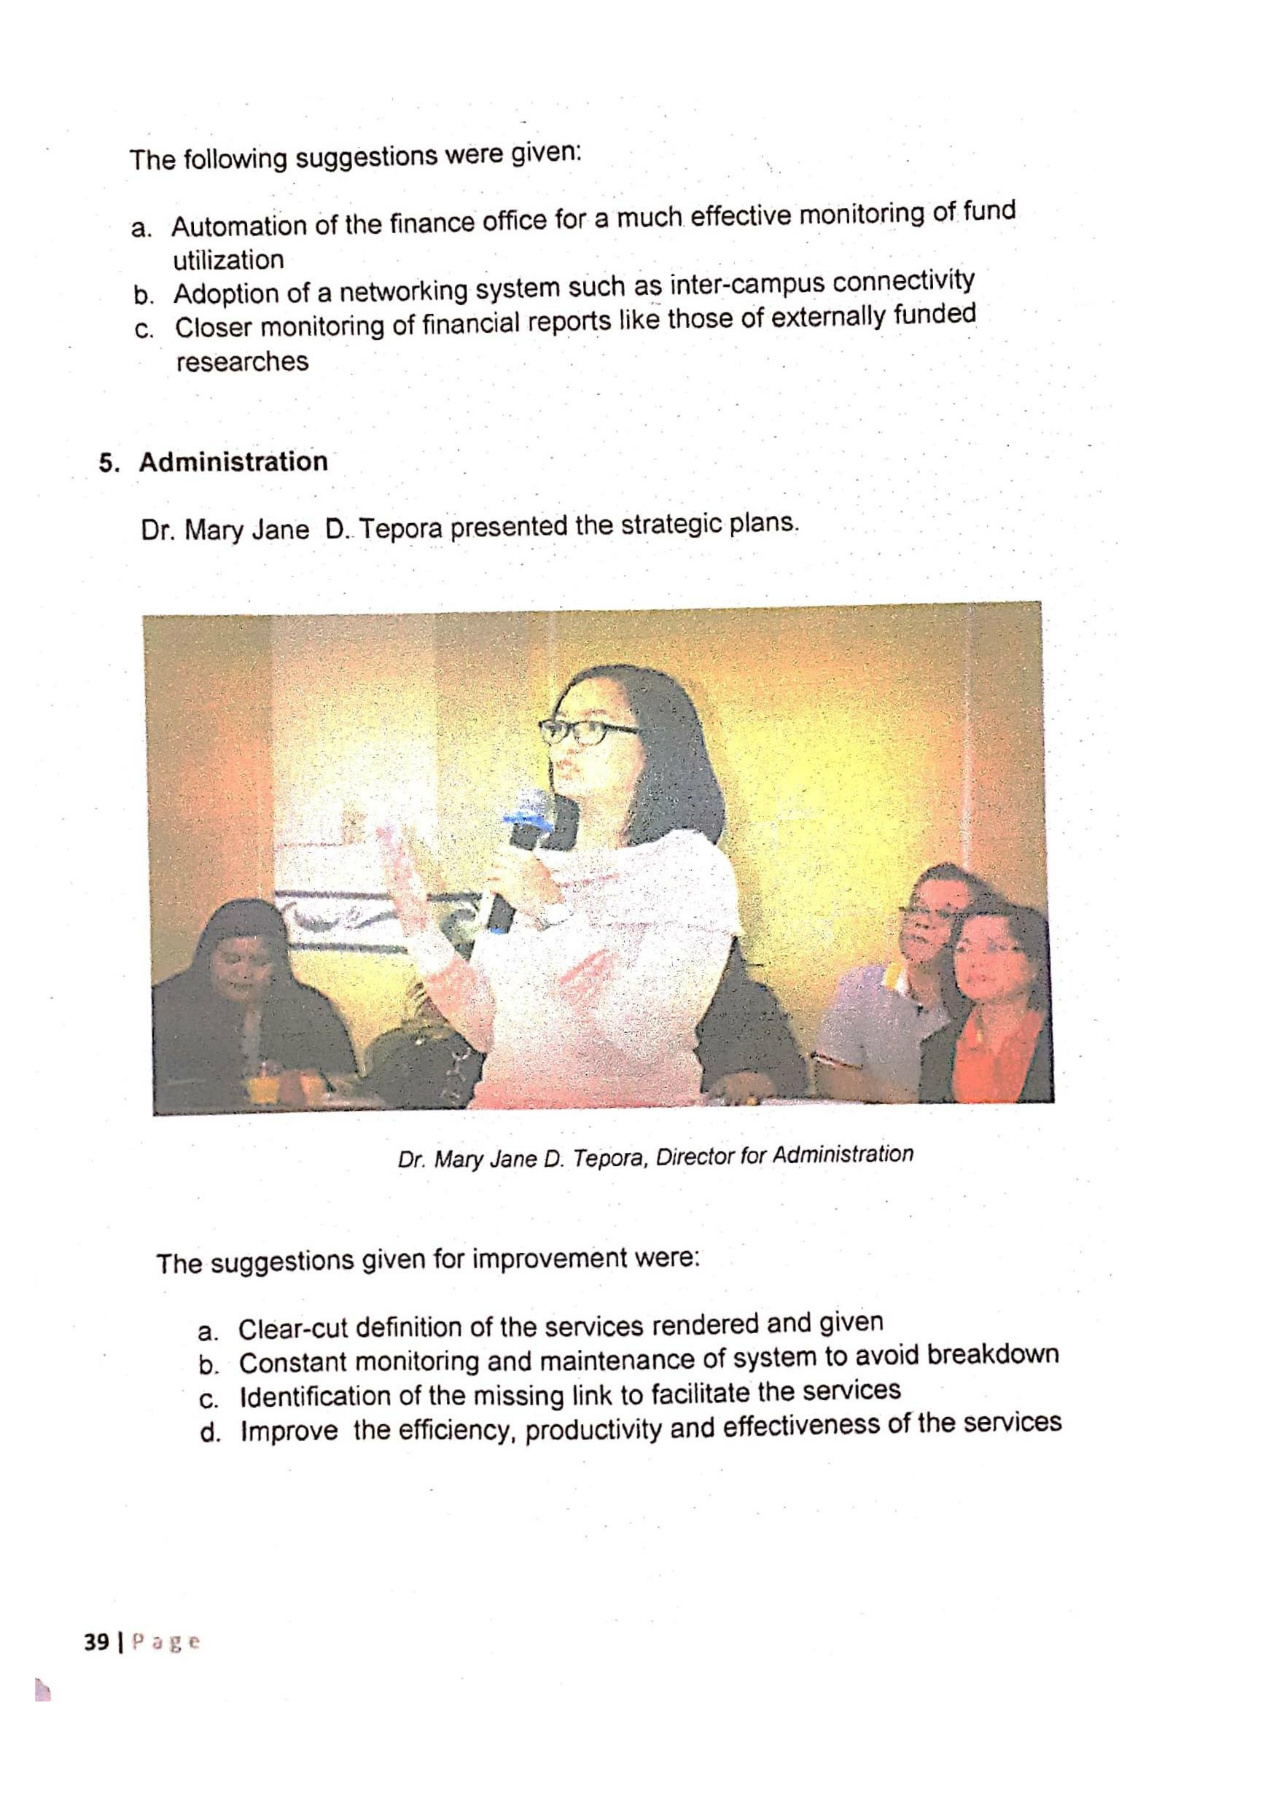 The following suggestions were given:
a. Automation of the finance office for a much effective monitoring of fund
utilization
b. Adoption of a networking system such as inter-campus connectivity
c. Closer monitoring of financial reports like those of externally funded
researches
5. Administration
Dr. Mary Jane D. Tepora presented the strategic plans.
Dr. Mary Jane D. Tepora, Director for Administration
The suggestions given for improvement were:
a. Clear-cut definition of the services rendered and given
b. Constant monitoring and maintenance of system to avoid breakdown
c. Identification of the missing link to facilitate the services
d. Improve the efficiency, productivity and effectiveness of the services
39 | Page